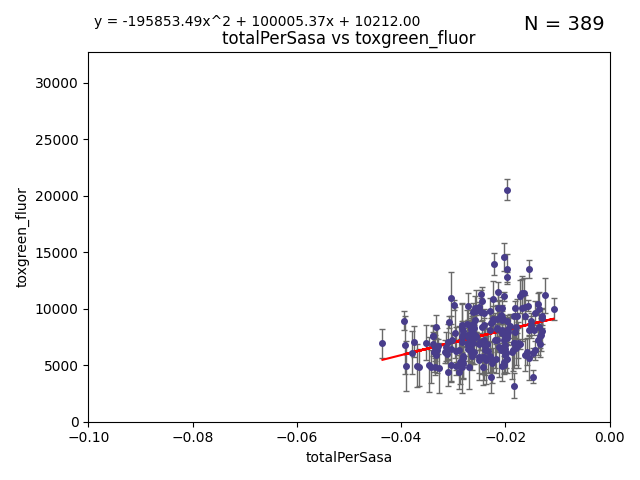 y = -195853.49x^2 + 100005.37x + 10212.00
N = 389
totalPerSasa vs toxgreen_fluor
30000
25000
20000
15000
10000
5000
0
toxgreen_fluor
−0.10
−0.08
−0.06
−0.04
−0.02
0.00
totalPerSasa